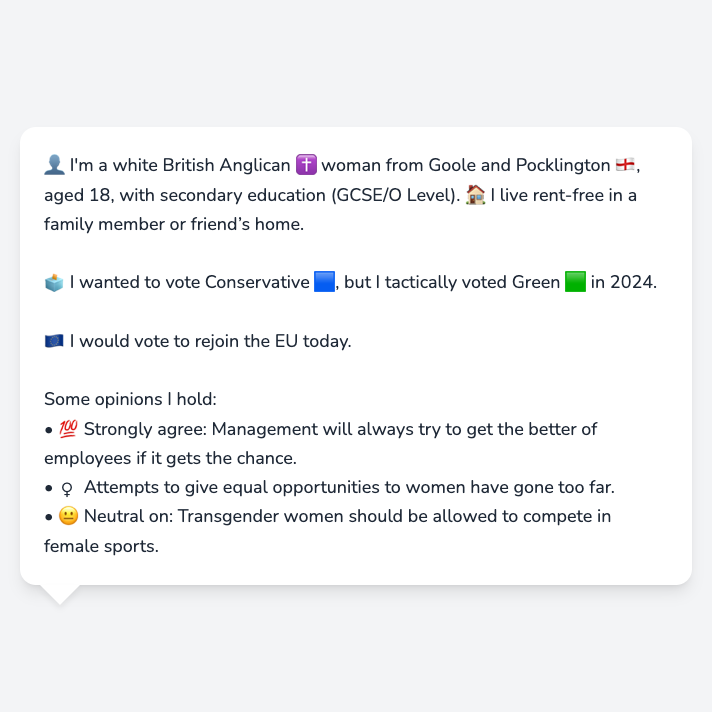 👤 I'm a white British Anglican ✝️ woman from Goole and Pocklington 🏴󠁧󠁢󠁥󠁮󠁧󠁿,
aged 18, with secondary education (GCSE/O Level). 🏠 I live rent-free in a
family member or friend’s home.
🗳️ I wanted to vote Conservative 🟦, but I tactically voted Green 🟩 in 2024.
🇪🇺 I would vote to rejoin the EU today.
Some opinions I hold:
• 💯 Strongly agree: Management will always try to get the better of
employees if it gets the chance.
• ♀ Attempts to give equal opportunities to women have gone too far.
• 😐 Neutral on: Transgender women should be allowed to compete in
female sports.